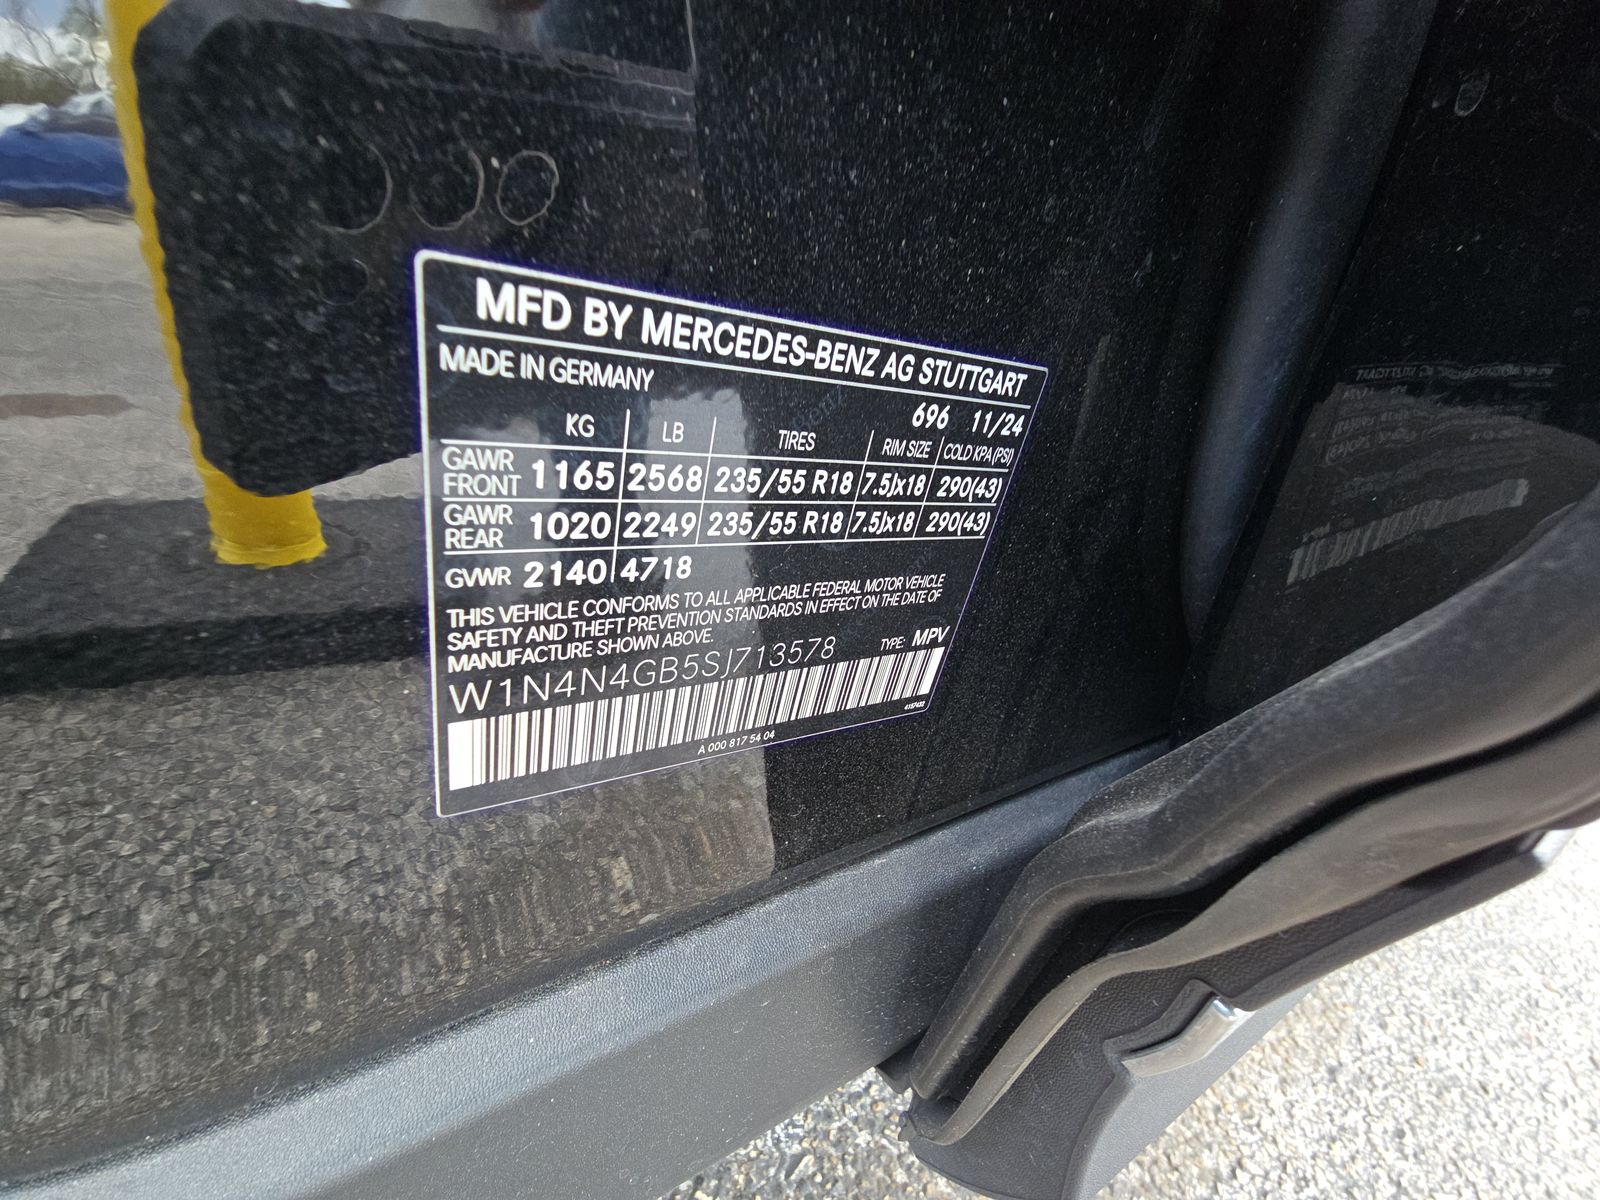 MFD BY MERCEDES-BENZ AG STUTTGART
MADE IN GERMANY
696 11/24
KG LB TIRES RIM SIZE COLD KPA (PSI)
GAWR FRONT 1165 2568 235/55 R18 7.5Jx18 290(43)
GAWR REAR 1020 2249 235/55 R18 7.5Jx18 290(43)
GVWR 2140 4718
THIS VEHICLE CONFORMS TO ALL APPLICABLE FEDERAL MOTOR VEHICLE
SAFETY AND THEFT PREVENTION STANDARDS IN EFFECT ON THE DATE OF
MANUFACTURE SHOWN ABOVE.
W1N4N4GB5SJ713578 TYPE: MPV
A 000 817 54 04